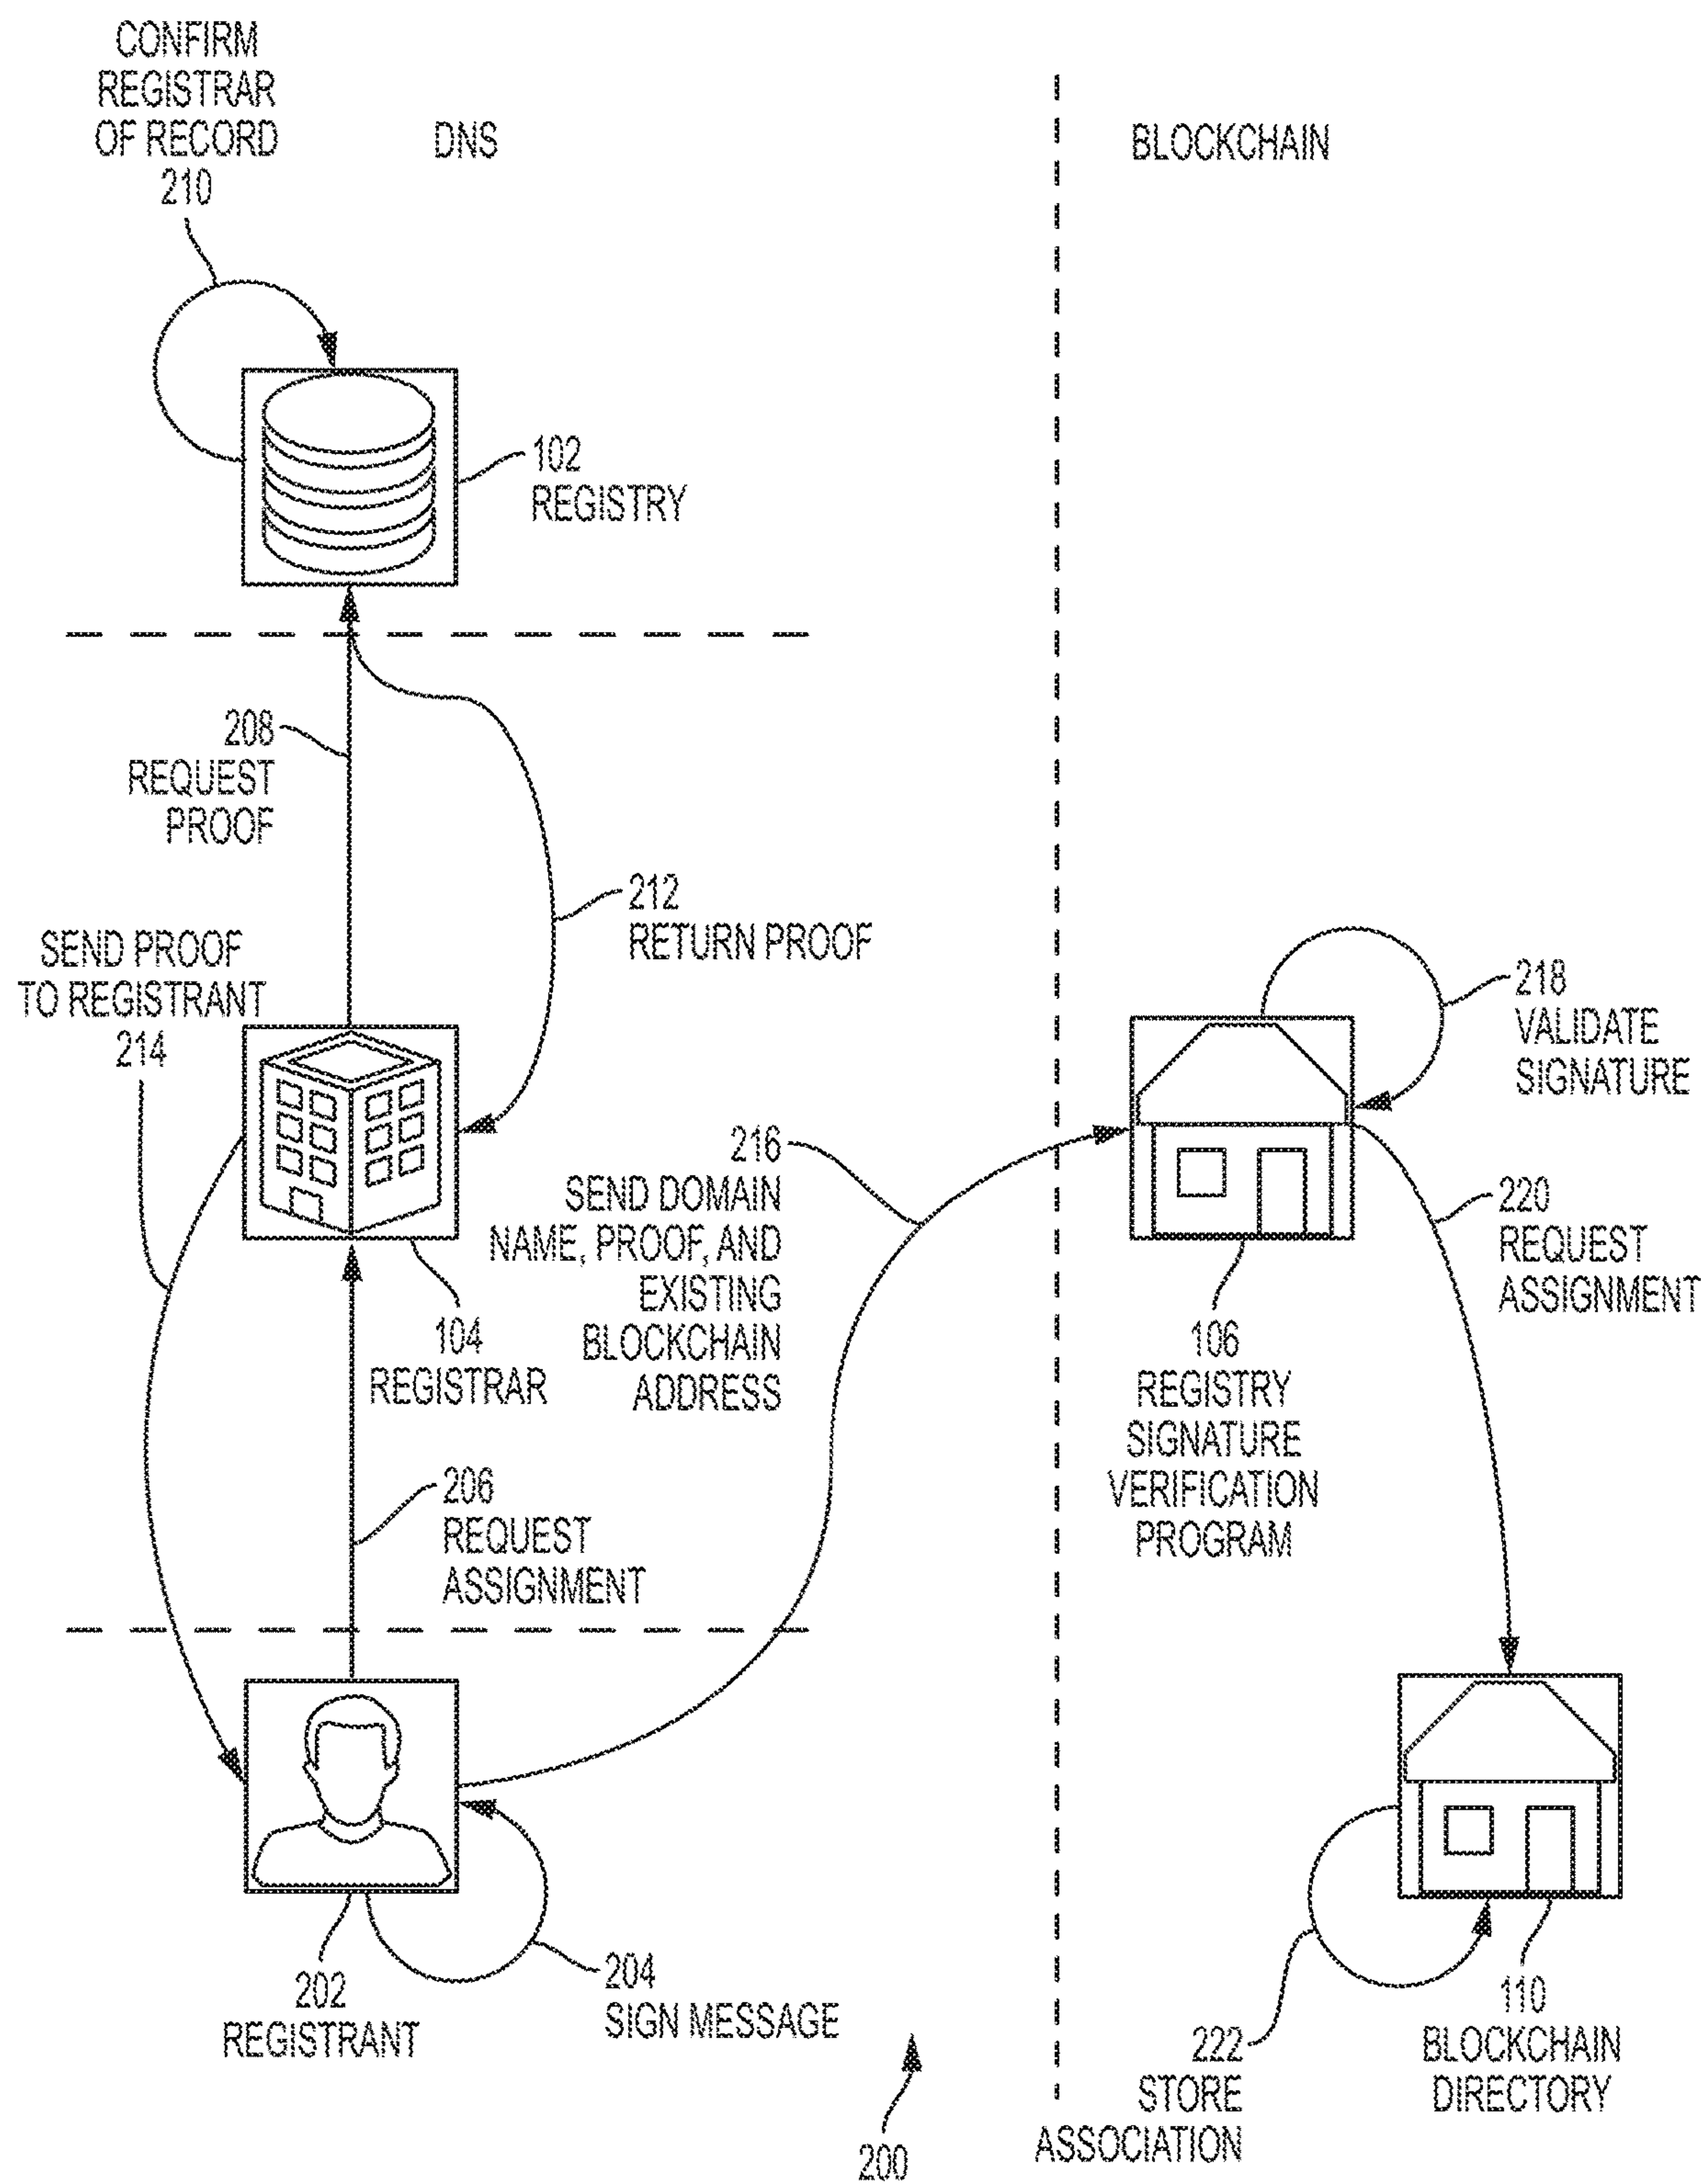 CONFIRM
REGISTRAR
OF RECORD
210
DNS
BLOCKCHAIN
102
REGISTRY
208
REQUEST
PROOF
212
RETURN PROOF
SEND PROOF
TO REGISTRANT
214
218
VALIDATE
SIGNATURE
216
SEND DOMAIN
NAME, PROOF, AND
EXISTING
BLOCKCHAIN
ADDRESS
220
REQUEST
ASSIGNMENT
104
REGISTRAR
106
REGISTRY
SIGNATURE
VERIFICATION
PROGRAM
206
REQUEST
ASSIGNMENT
202
REGISTRANT
204
SIGN MESSAGE
222
STORE
ASSOCIATION
110
BLOCKCHAIN
DIRECTORY
200